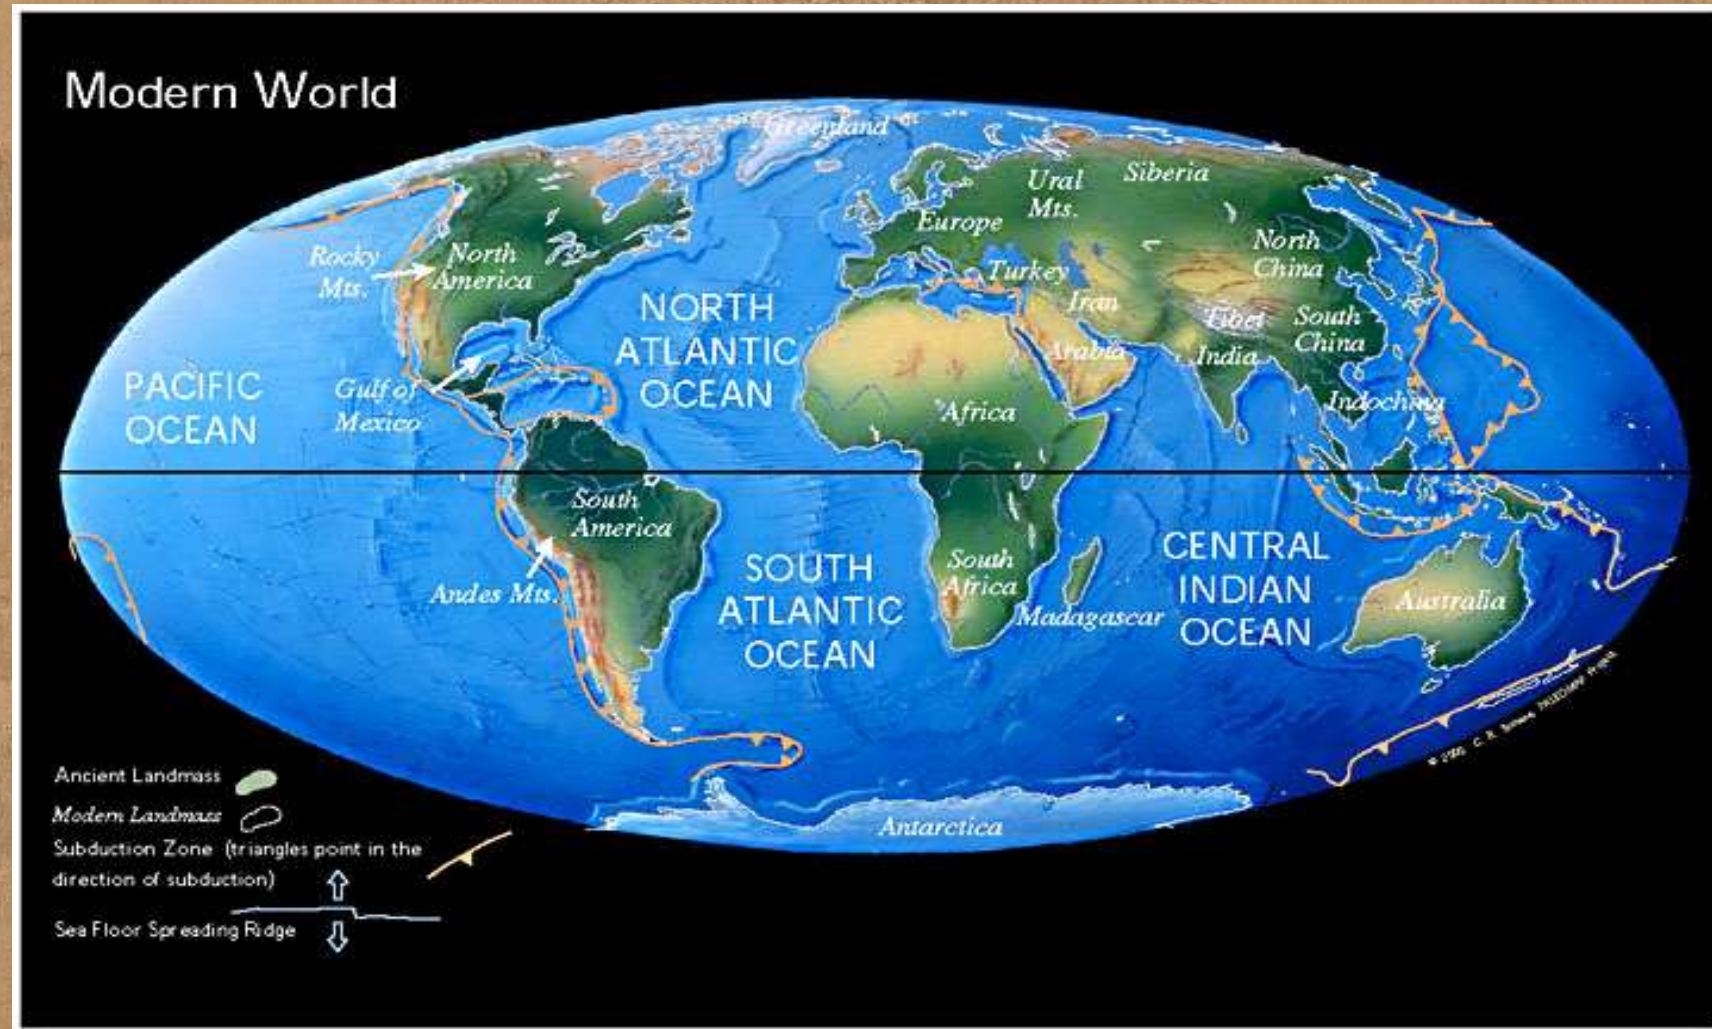 Modern World
Greenland
Siberia
Ural
Mts.
Europe
Rocky
Mts.
North
America
North
China
Turkey
Iran
NORTH
ATLANTIC
OCEAN
Tibet
South
China
Arabia
India
PACIFIC
OCEAN
Gulf of
Mexico
Africa
Indochina
South
America
Andes Mts.
SOUTH
ATLANTIC
OCEAN
South
Africa
Madagascar
CENTRAL
INDIAN
OCEAN
Australia
Antarctica
Ancient Landmass
Modern Landmass
Subduction Zone (triangles point in the
direction of subduction)
Sea Floor Spreading Ridge